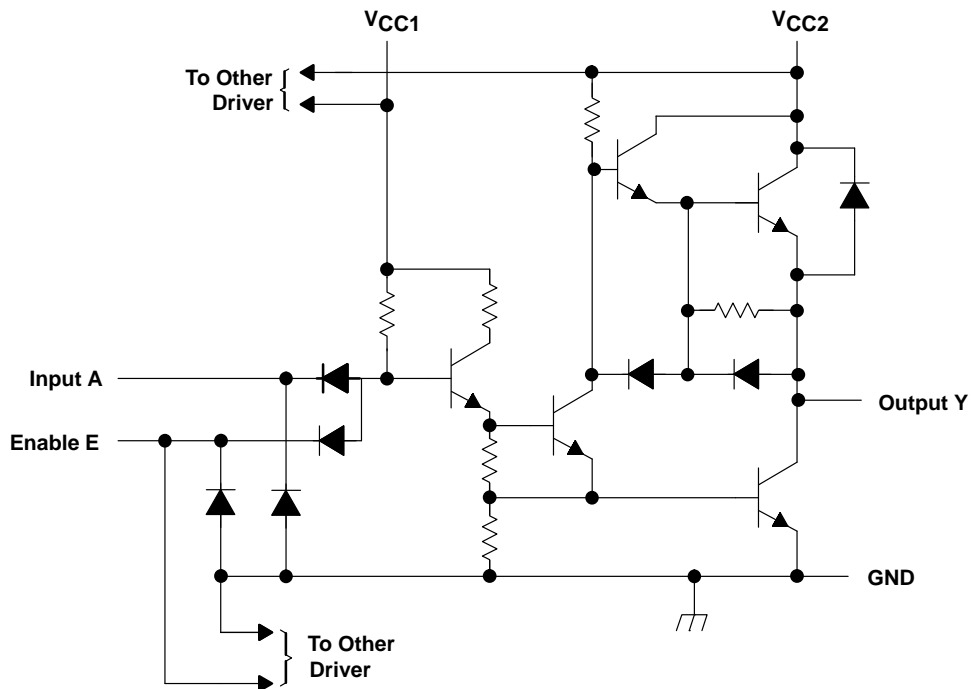 VCC1
VCC2
To Other
Driver
Input A
Enable E
Output Y
GND
To Other
Driver